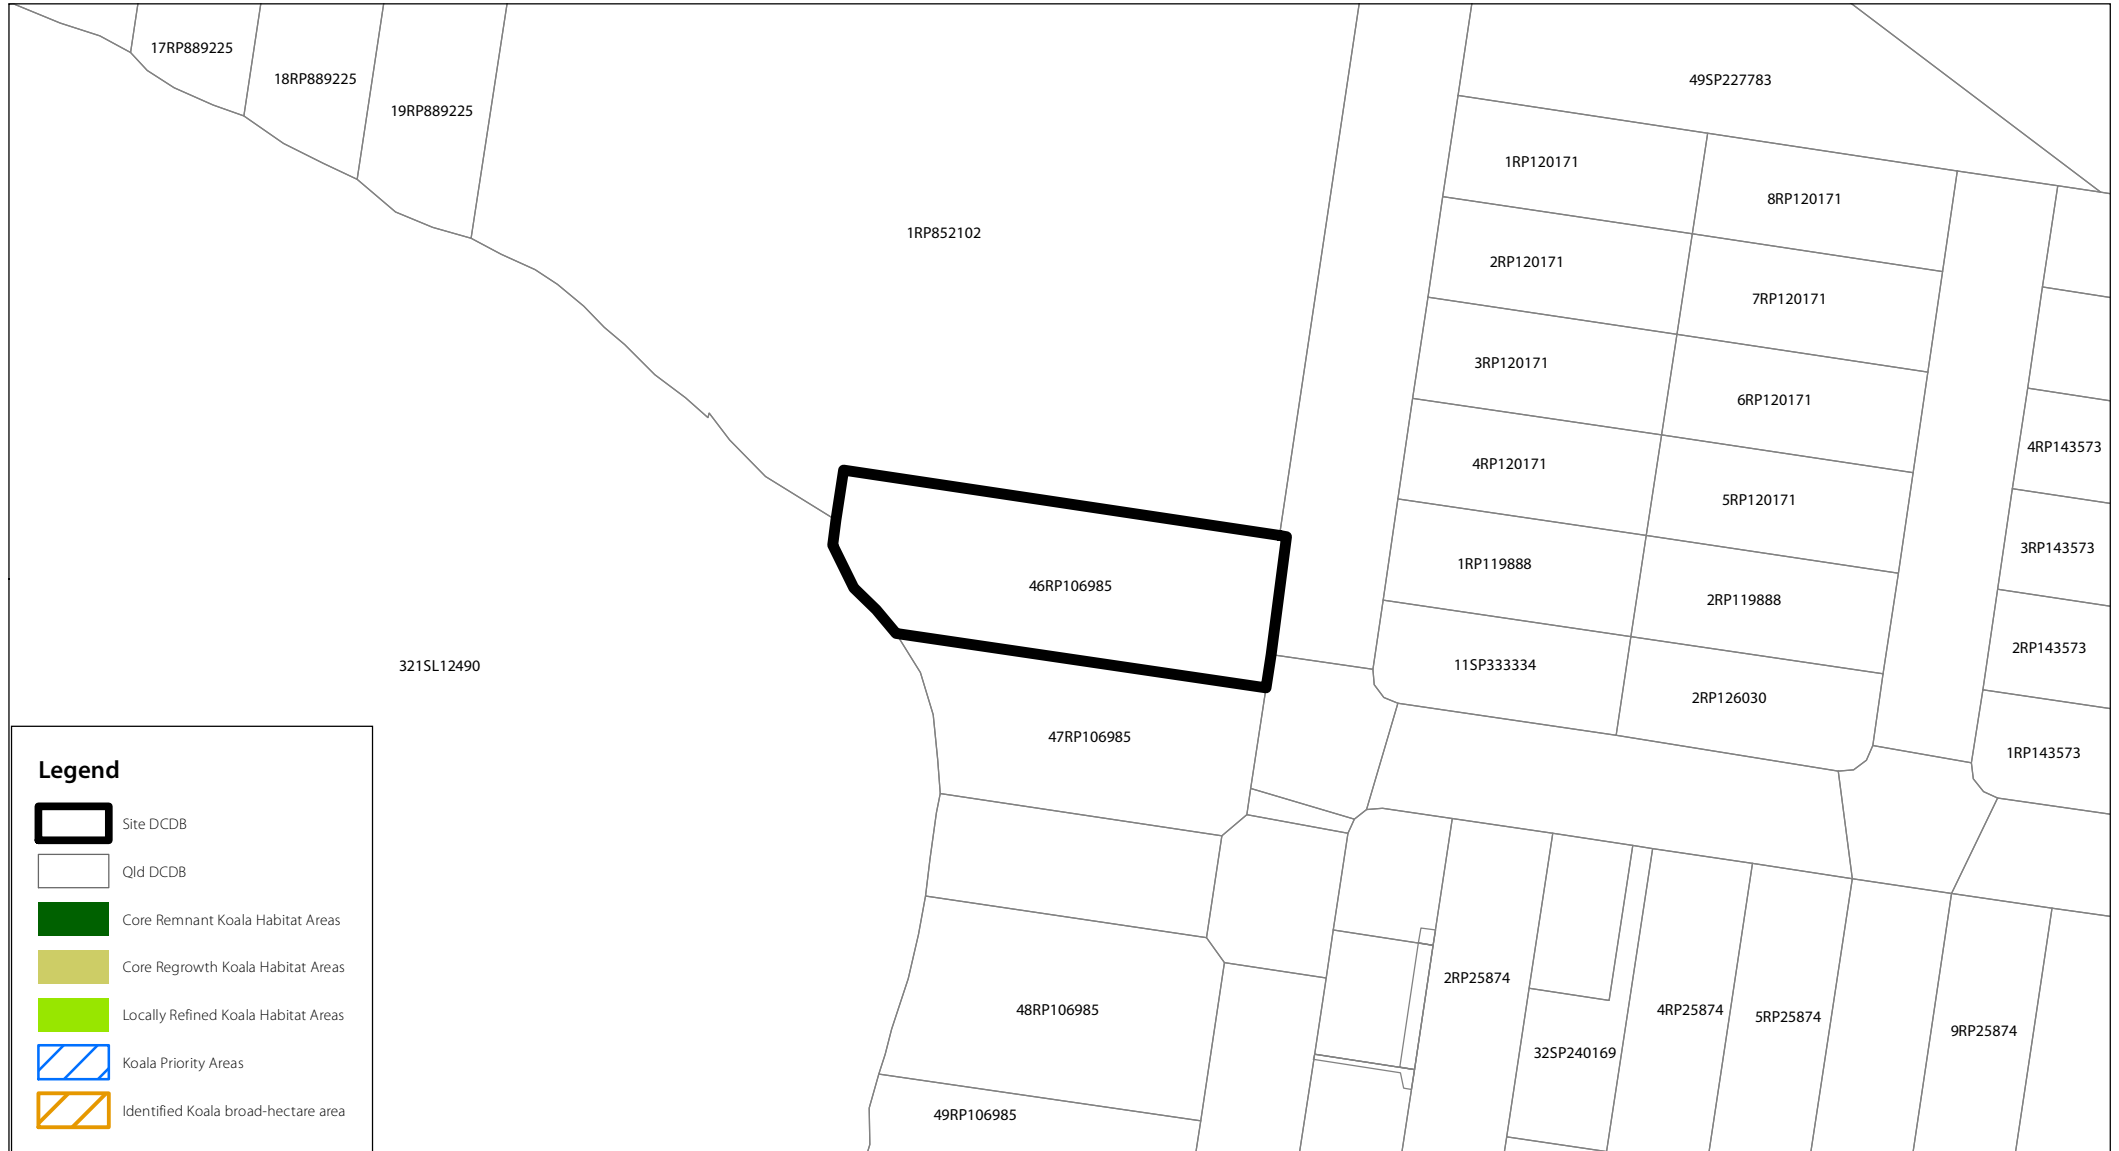 17RP889225
18RP889225
19RP889225
49SP227783
1RP120171
8RP120171
1RP852102
2RP120171
7RP120171
3RP120171
6RP120171
4RP143573
4RP120171
5RP120171
3RP143573
1RP119888
46RP106985
2RP119888
2RP143573
321SL12490
11SP333334
2RP126030
47RP106985
1RP143573
Legend
Site DCDB
Qld DCDB
Core Remnant Koala Habitat Areas
Core Regrowth Koala Habitat Areas
Locally Refined Koala Habitat Areas
Koala Priority Areas
Identified Koala broad-hectare area
2RP25874
48RP106985
4RP25874
5RP25874
9RP25874
32SP240169
49RP106985